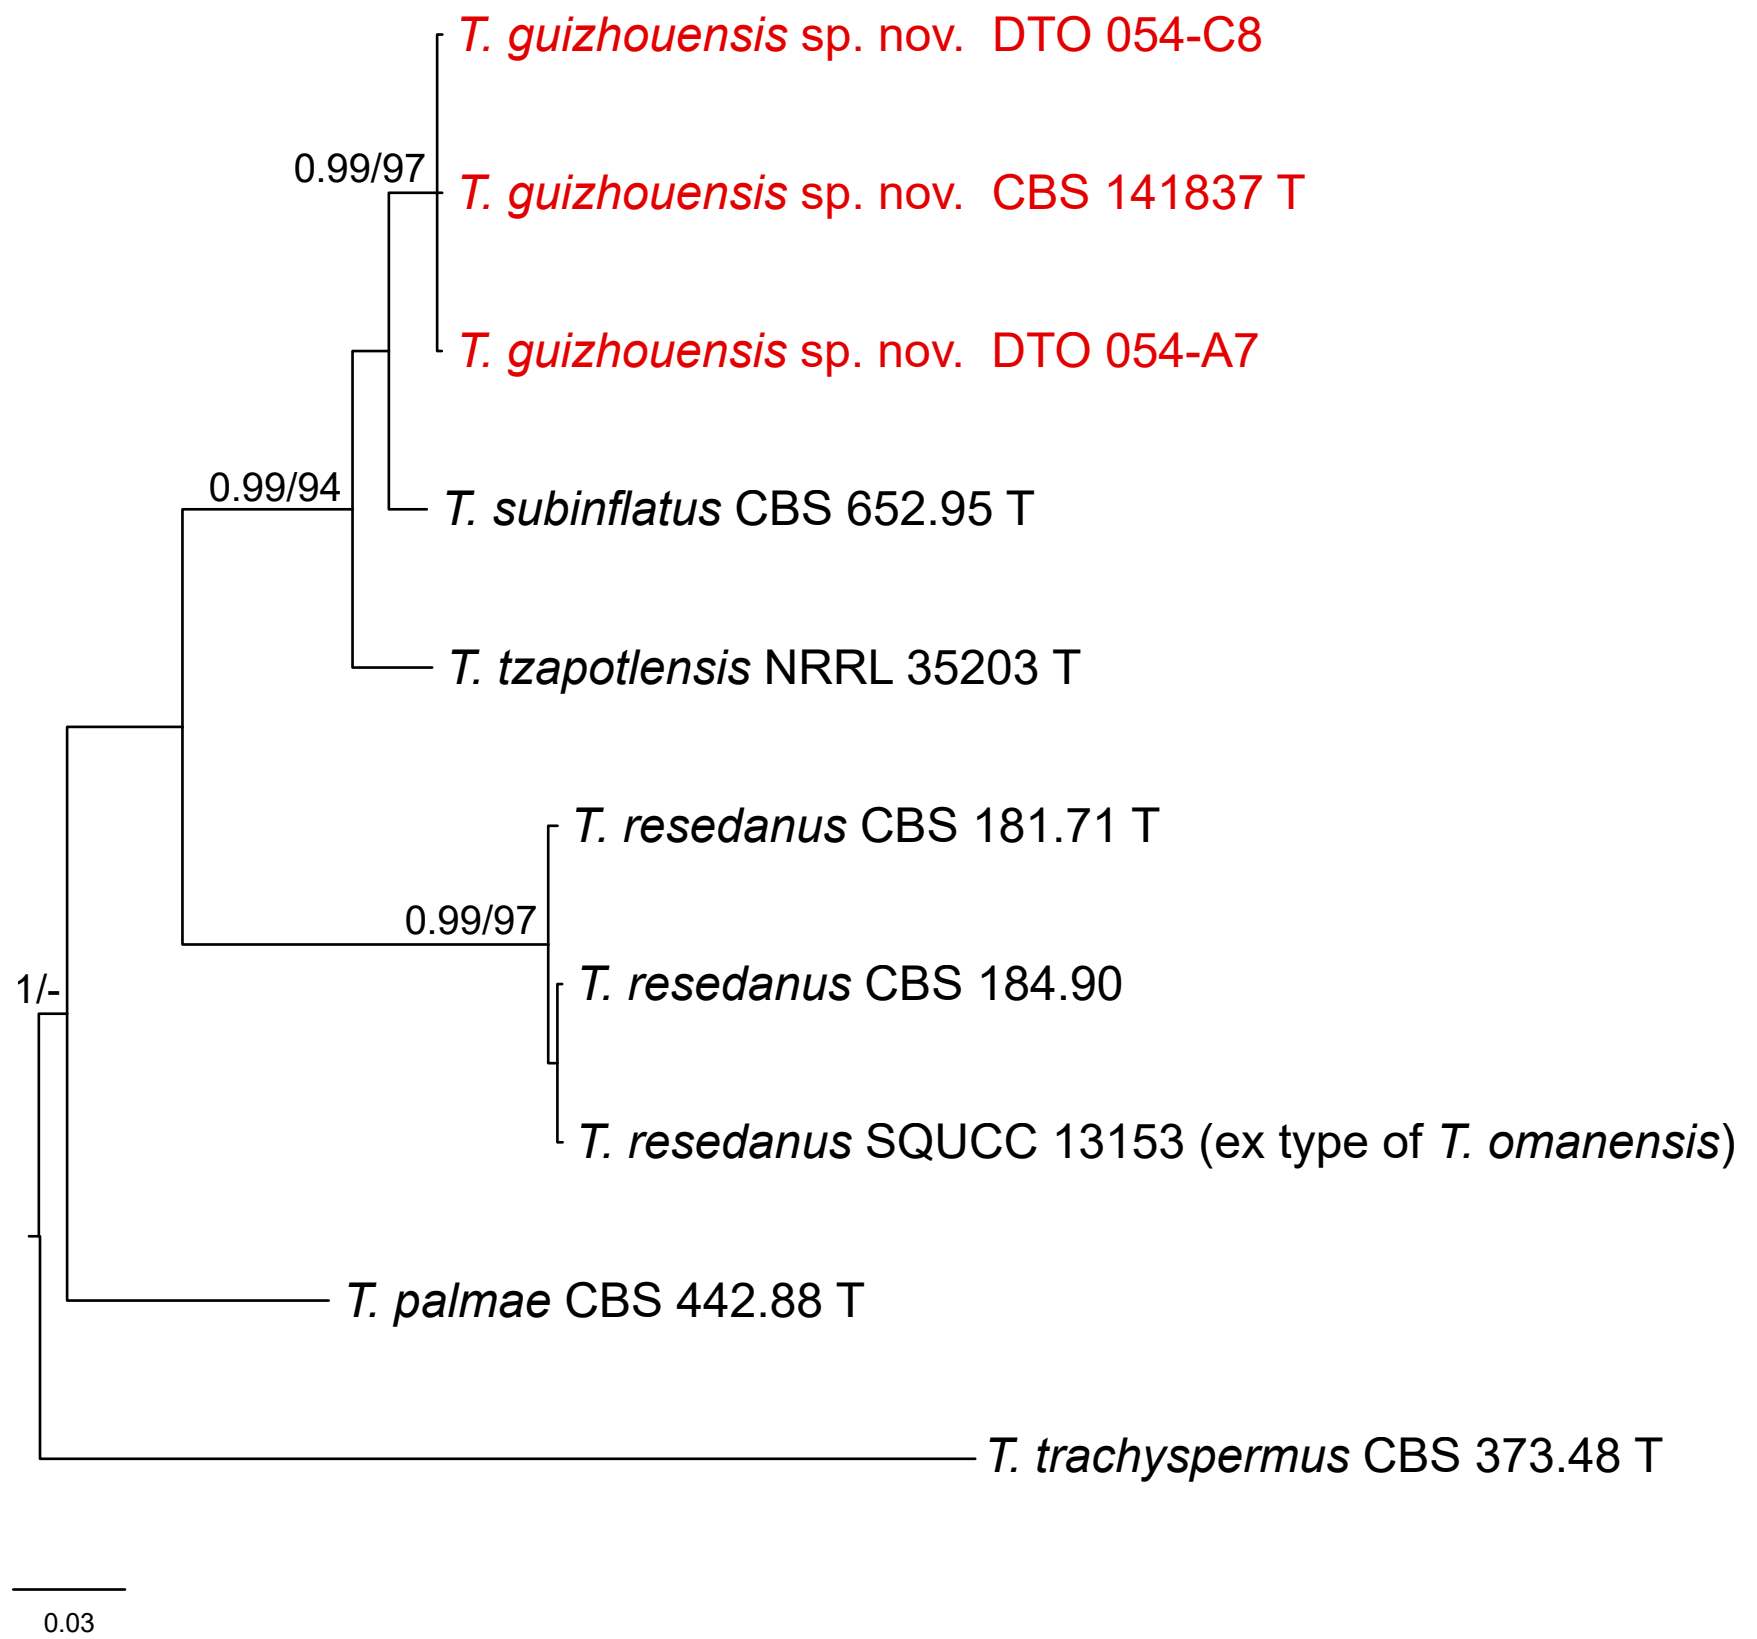 T. guizhouensis sp. nov. DTO 054-C8
0.99/97
T. guizhouensis sp. nov. CBS 141837 T
T. guizhouensis sp. nov. DTO 054-A7
0.99/94
T. subinflatus CBS 652.95 T
T. tzapotlensis NRRL 35203 T
T. resedanus CBS 181.71 T
0.99/97
T. resedanus CBS 184.90
1/-
T. resedanus SQUCC 13153 (ex type of T. omanensis)
T. palmae CBS 442.88 T
T. trachyspermus CBS 373.48 T
0.03